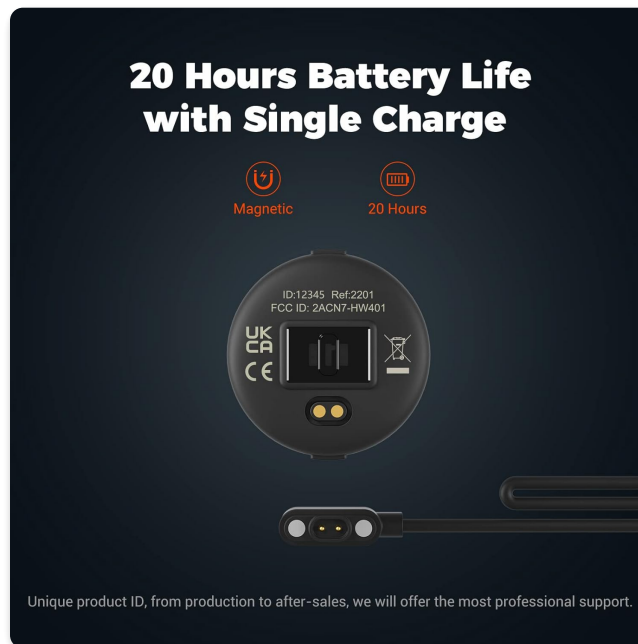 20 Hours Battery Life
with Single Charge
Magnetic
20 Hours
ID:12345 Ref:2201
FCC ID: 2ACN7-HW401
UK
CA
CE
Unique product ID, from production to after-sales, we will offer the most professional support.